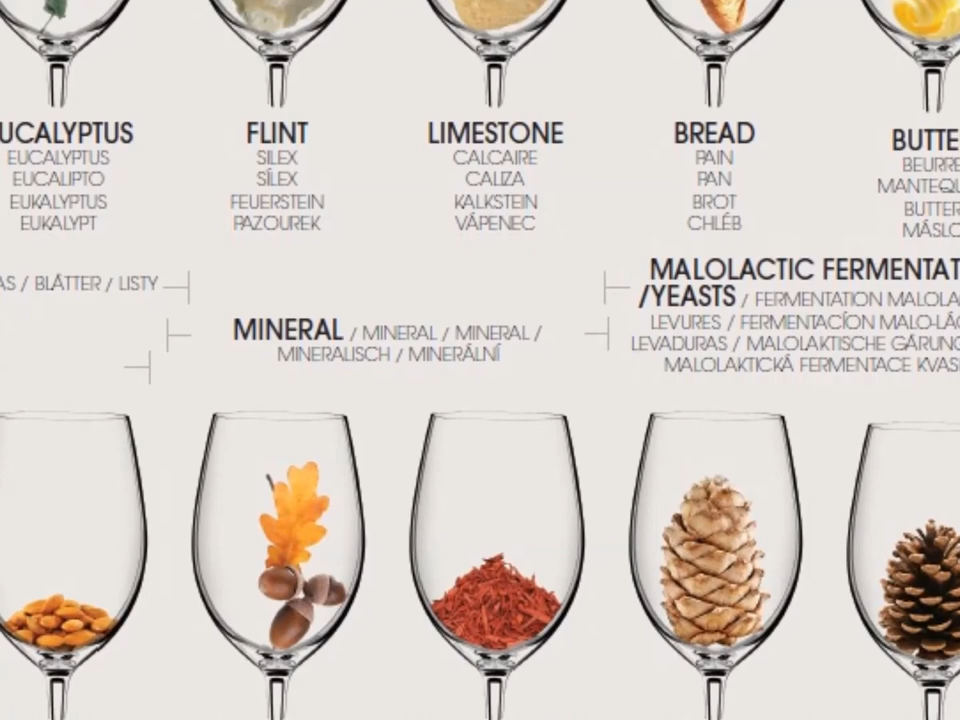 UCALYPTUS
EUCALYPTUS
EUCALIPTO
EUKALYPTUS
EUKALYPT
FLINT
SILEX
SÍLEX
FEUERSTEIN
PAZOUREK
LIMESTONE
CALCAIRE
CALIZA
KALKSTEIN
VÁPENEC
BREAD
PAIN
PAN
BROT
CHLÉB
BUTTE
BEURRE
MANTEQU
BUTTER
MÁSLO
AS / BLÄTTER / LISTY
MINERAL / MINERAL / MINERAL /
MINERALISCH / MINERÁLNÍ
MALOLACTIC FERMENTAT
/YEASTS / FERMENTATION MALOLA
LEVURES / FERMENTACÍON MALO-LÁC
LEVADURAS / MALOLAKTISCHE GÄRUNG
MALOLAKTICKÁ FERMENTACE KVAS